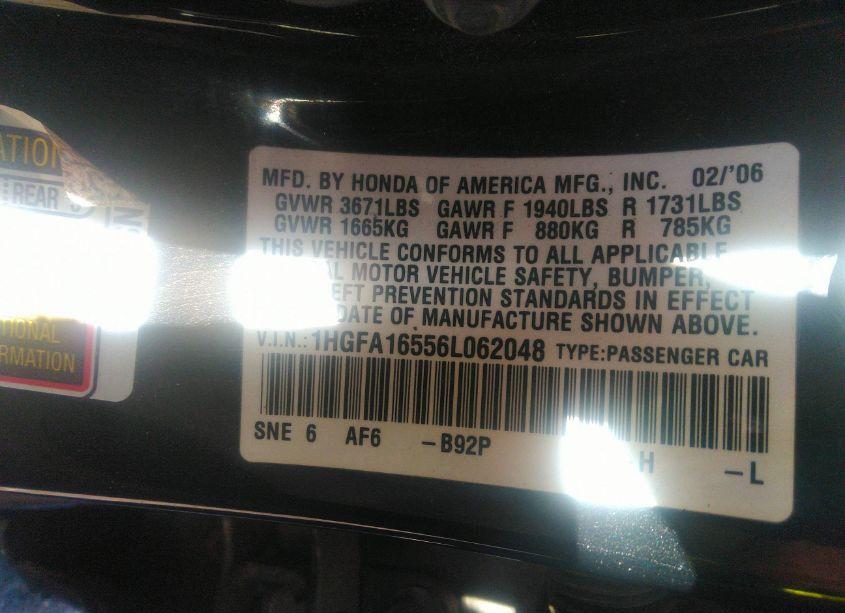 MFD. BY HONDA OF AMERICA MFG., INC. 02/'06
GVWR 3671LBS GAWR F 1940LBS R 1731LBS
GVWR 1665KG GAWR F 880KG R 785KG
THIS VEHICLE CONFORMS TO ALL APPLICABLE
MOTOR VEHICLE SAFETY, BUMPER,
PREVENTION STANDARDS IN EFFECT
DATE OF MANUFACTURE SHOWN ABOVE.
V.I.N.: 1HGFA16556L062048 TYPE:PASSENGER CAR
SNE 6 AF6 -B92P -H -L
REAR